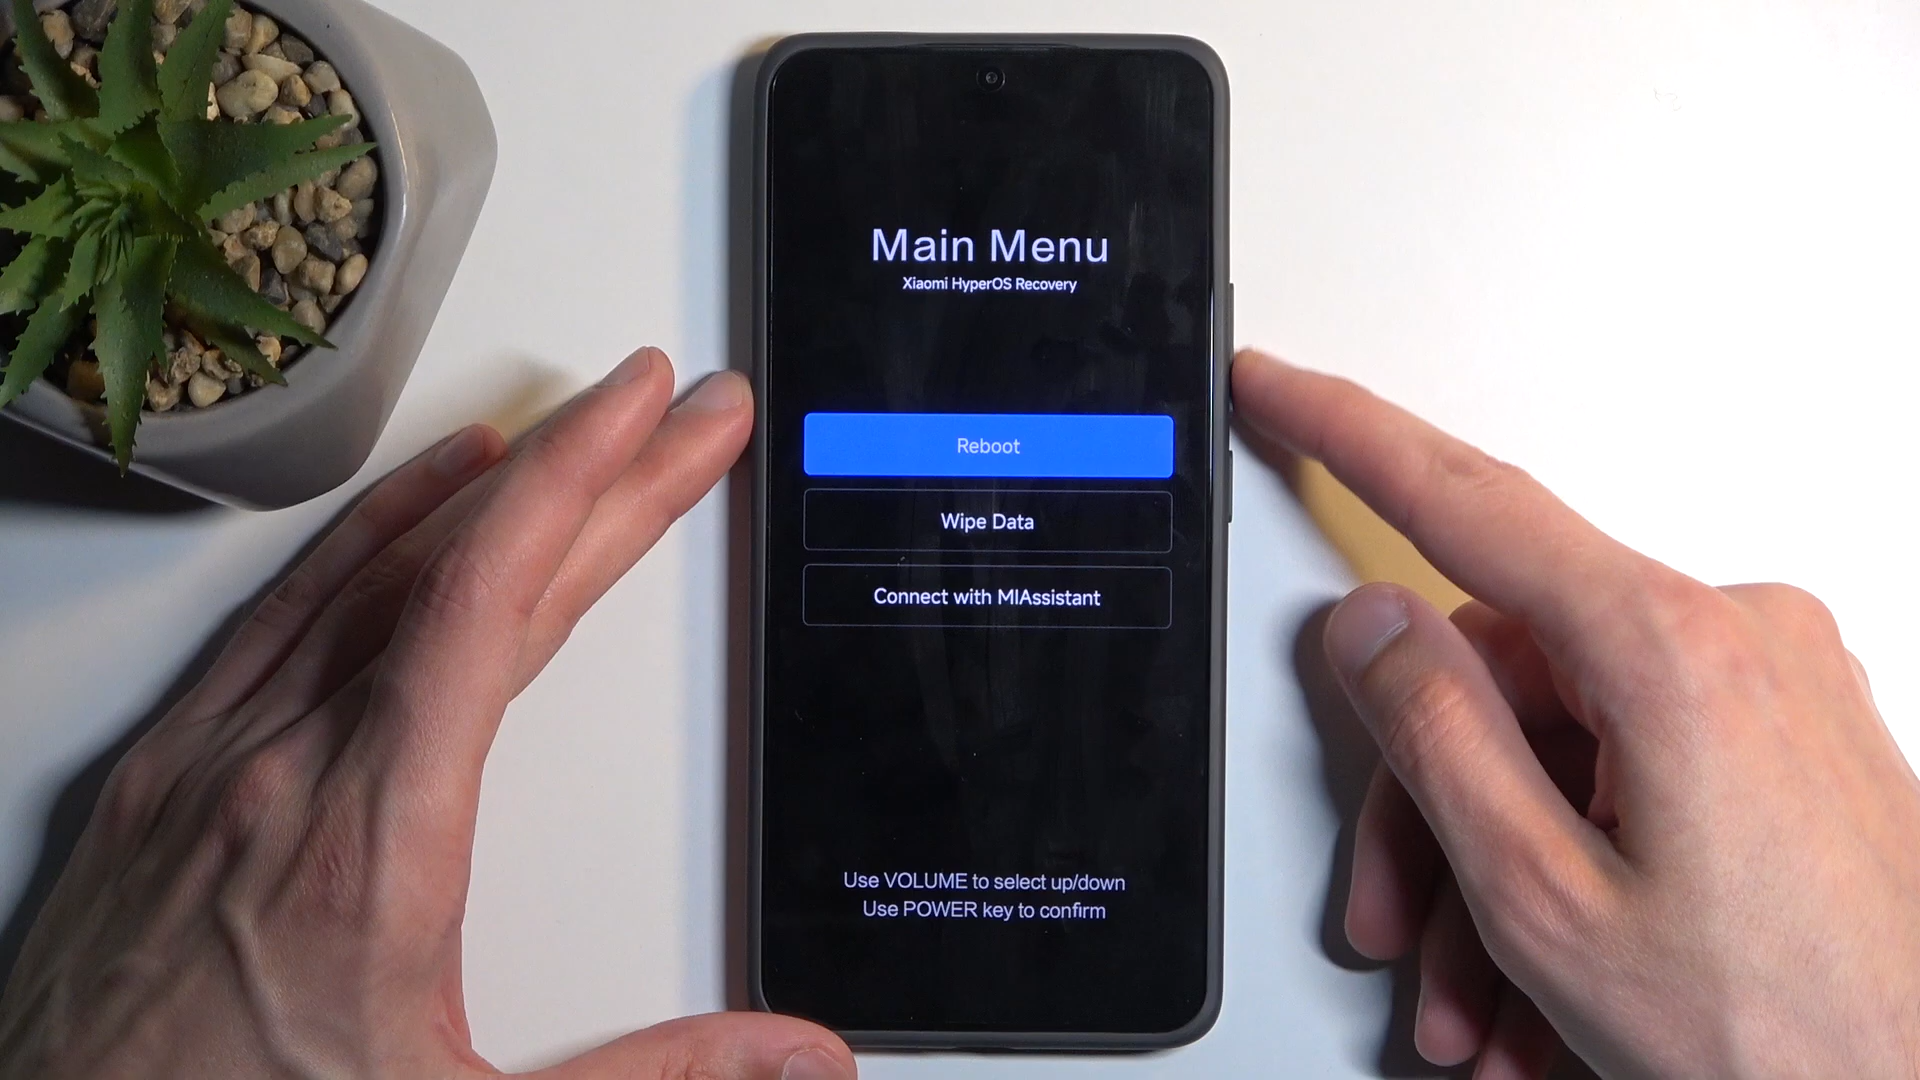 Main Menu
Xiaomi HyperOS Recovery
Reboot
Wipe Data
Connect with MIAssistant
Use VOLUME to select up/down
Use POWER key to confirm